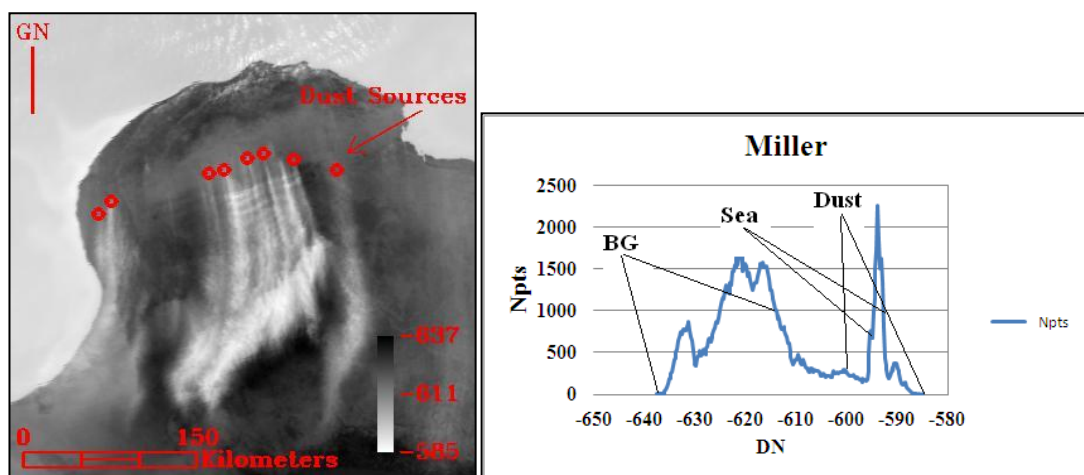 GN
Dust Sources
-637
-611
-585
0 150
Kilometers
Miller
2500
2000
1500
1000
500
0
Npts
BG
Sea
Dust
Npts
-650 -640 -630 -620 -610 -600 -590 -580
DN